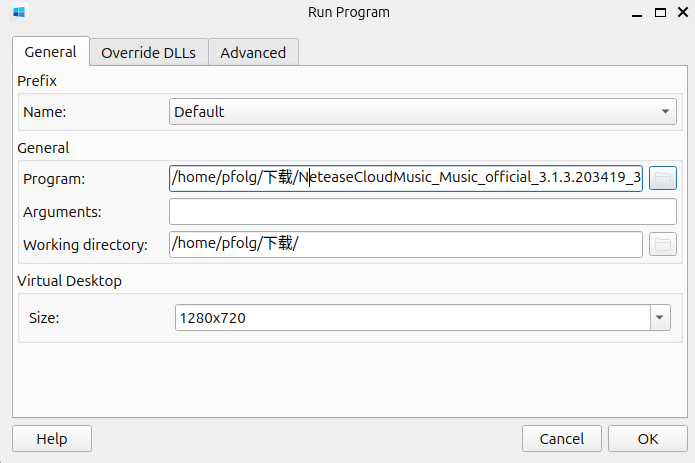 Run Program
General Override DLLs Advanced
Prefix
Name: Default
General
Program: /home/pfolg/下载/NeteaseCloudMusic_Music_official_3.1.3.203419_3
Arguments:
Working directory: /home/pfolg/下载/
Virtual Desktop
Size: 1280x720
Help Cancel OK